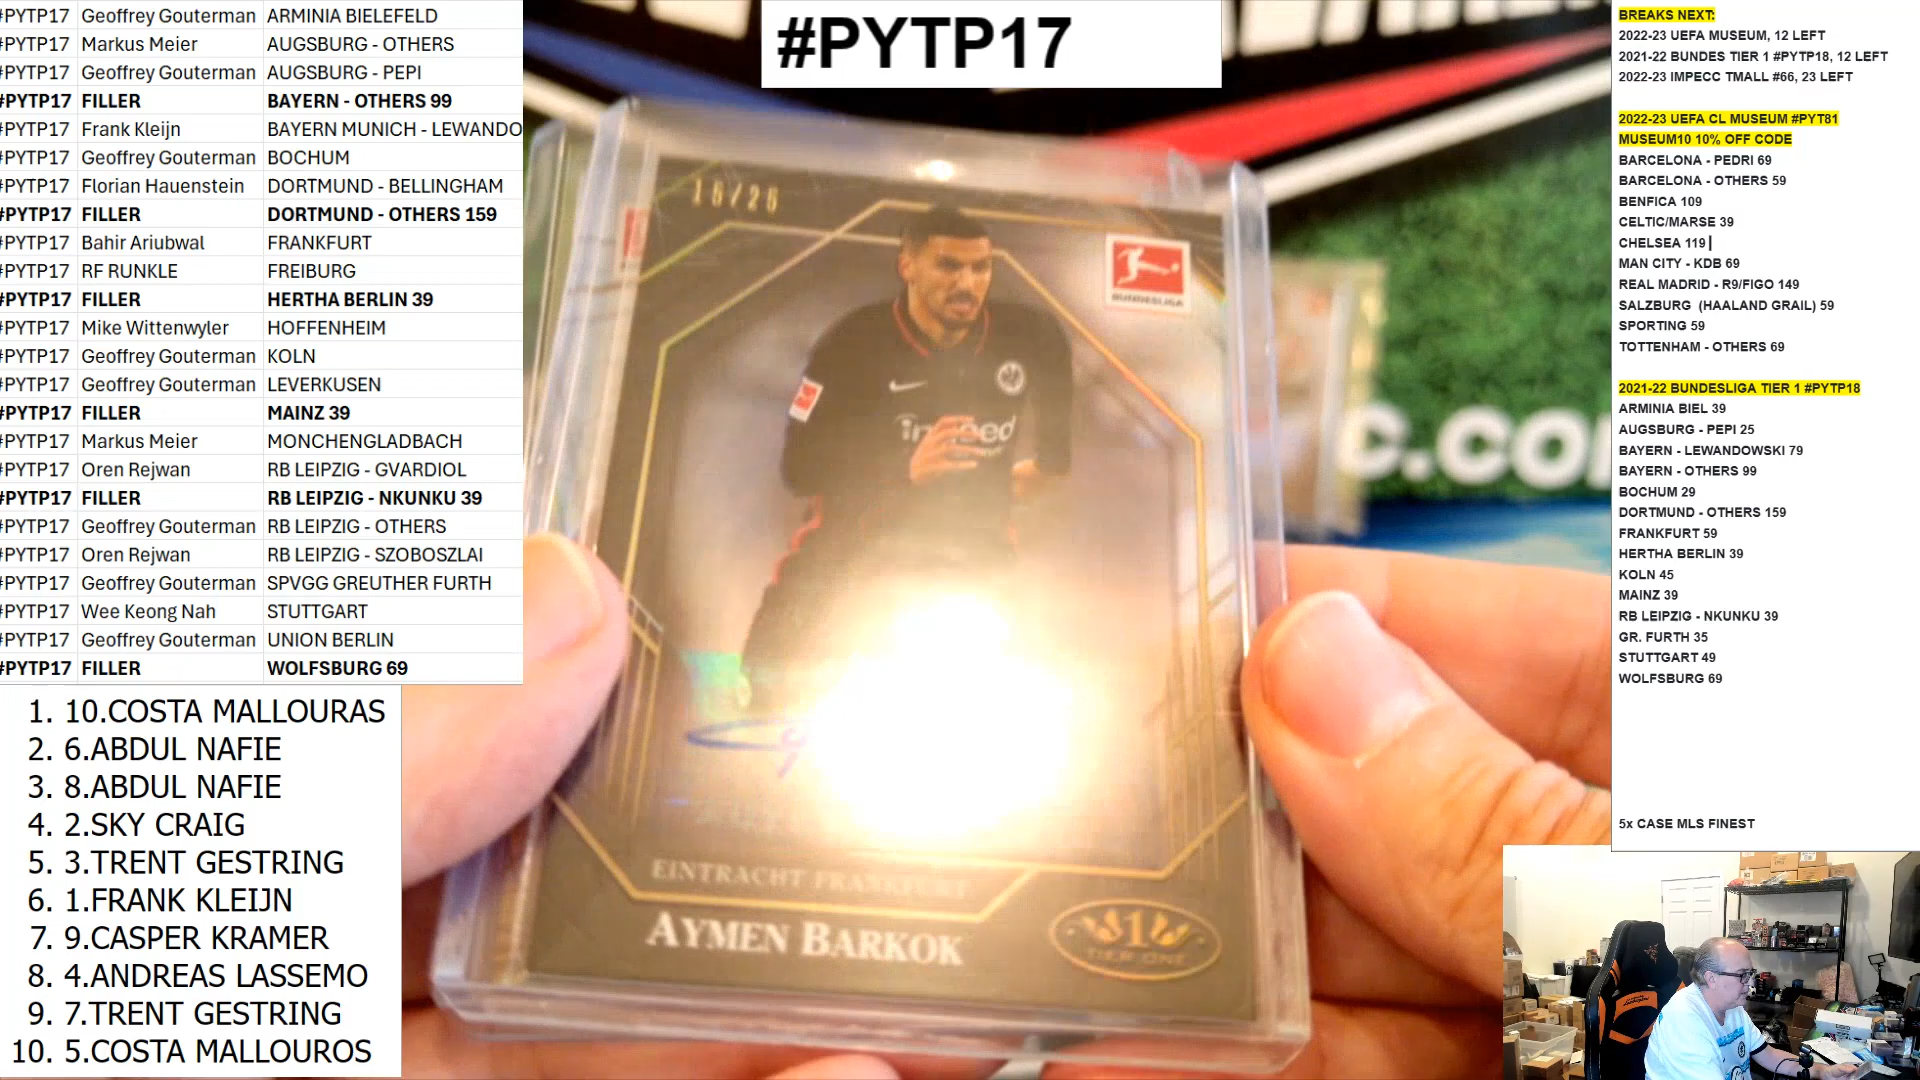 #PYTP17 Geoffrey Gouterman ARMINIA BIELEFELD
#PYTP17 Markus Meier AUGSBURG - OTHERS
#PYTP17 Geoffrey Gouterman AUGSBURG - PEPI
#PYTP17 FILLER BAYERN - OTHERS 99
#PYTP17 Frank Kleijn BAYERN MUNICH - LEWANDO
#PYTP17 Geoffrey Gouterman BOCHUM
#PYTP17 Florian Hauenstein DORTMUND - BELLINGHAM
#PYTP17 FILLER DORTMUND - OTHERS 159
#PYTP17 Bahir Ariubwal FRANKFURT
#PYTP17 RF RUNKLE FREIBURG
#PYTP17 FILLER HERTHA BERLIN 39
#PYTP17 Mike Wittenwyler HOFFENHEIM
#PYTP17 Geoffrey Gouterman KOLN
#PYTP17 Geoffrey Gouterman LEVERKUSEN
#PYTP17 FILLER MAINZ 39
#PYTP17 Markus Meier MONCHENGLADBACH
#PYTP17 Oren Rejwan RB LEIPZIG - GVARDIOL
#PYTP17 FILLER RB LEIPZIG - NKUNKU 39
#PYTP17 Geoffrey Gouterman RB LEIPZIG - OTHERS
#PYTP17 Oren Rejwan RB LEIPZIG - SZOBOSZLAI
#PYTP17 Geoffrey Gouterman SPVGG GREUTHER FURTH
#PYTP17 Wee Keong Nah STUTTGART
#PYTP17 Geoffrey Gouterman UNION BERLIN
#PYTP17 FILLER WOLFSBURG 69
1. 10.COSTA MALLOURAS
2. 6.ABDUL NAFIE
3. 8.ABDUL NAFIE
4. 2.SKY CRAIG
5. 3.TRENT GESTRING
6. 1.FRANK KLEIJN
7. 9.CASPER KRAMER
8. 4.ANDREAS LASSEMO
9. 7.TRENT GESTRING
10. 5.COSTA MALLOUROS
#PYTP17
BUNDESLIGA
indeed
C.CO
EINTRACHT FRANKFURT
AYMEN BARKOK
1
TIER ONE
BREAKS NEXT:
2022-23 UEFA MUSEUM, 12 LEFT
2021-22 BUNDES TIER 1 #PYTP18, 12 LEFT
2022-23 IMPECC TMALL #66, 23 LEFT
2022-23 UEFA CL MUSEUM #PYT81
MUSEUM10 10% OFF CODE
BARCELONA - PEDRI 69
BARCELONA - OTHERS 59
BENFICA 109
CELTIC/MARSE 39
CHELSEA 119
MAN CITY - KDB 69
REAL MADRID - R9/FIGO 149
SALZBURG (HAALAND GRAIL) 59
SPORTING 59
TOTTENHAM - OTHERS 69
2021-22 BUNDESLIGA TIER 1 #PYTP18
ARMINIA BIEL 39
AUGSBURG - PEPI 25
BAYERN - LEWANDOWSKI 79
BAYERN - OTHERS 99
BOCHUM 29
DORTMUND - OTHERS 159
FRANKFURT 59
HERTHA BERLIN 39
KOLN 45
MAINZ 39
RB LEIPZIG - NKUNKU 39
GR. FURTH 35
STUTTGART 49
WOLFSBURG 69
5x CASE MLS FINEST